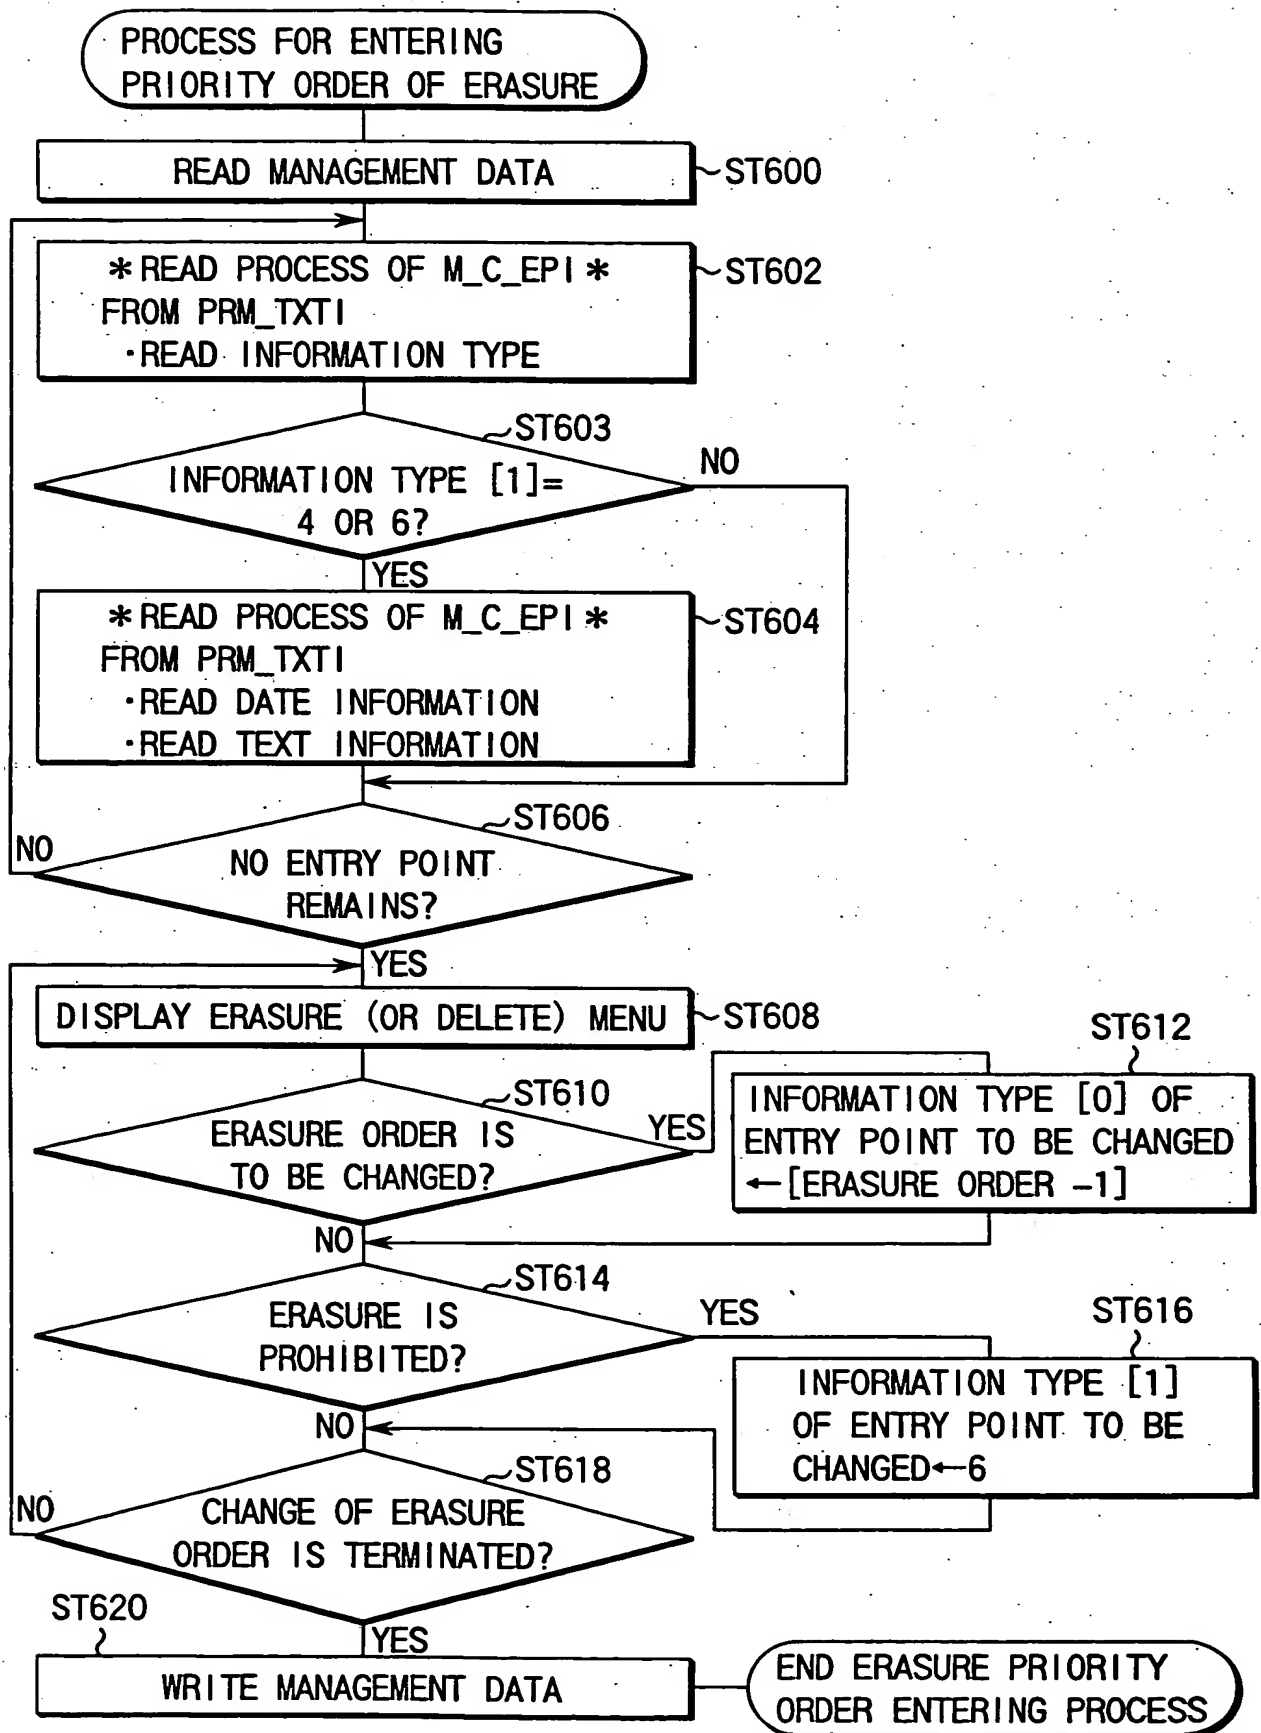 PROCESS FOR ENTERING
PRIORITY ORDER OF ERASURE
READ MANAGEMENT DATA
ST600
*READ PROCESS OF M_C_EPI*
FROM PRM_TXTI
·READ INFORMATION TYPE
ST602
ST603
INFORMATION TYPE [1]=
4 OR 6?
NO
YES
*READ PROCESS OF M_C_EPI*
FROM PRM_TXTI
·READ DATE INFORMATION
·READ TEXT INFORMATION
ST604
ST606
NO
NO ENTRY POINT
REMAINS?
YES
DISPLAY ERASURE (OR DELETE) MENU
ST608
ST610
ERASURE ORDER IS
TO BE CHANGED?
YES
ST612
INFORMATION TYPE [0] OF
ENTRY POINT TO BE CHANGED
←[ERASURE ORDER -1]
NO
ST614
ERASURE IS
PROHIBITED?
YES
ST616
INFORMATION TYPE [1]
OF ENTRY POINT TO BE
CHANGED←6
NO
ST618
NO
CHANGE OF ERASURE
ORDER IS TERMINATED?
YES
ST620
WRITE MANAGEMENT DATA
END ERASURE PRIORITY
ORDER ENTERING PROCESS